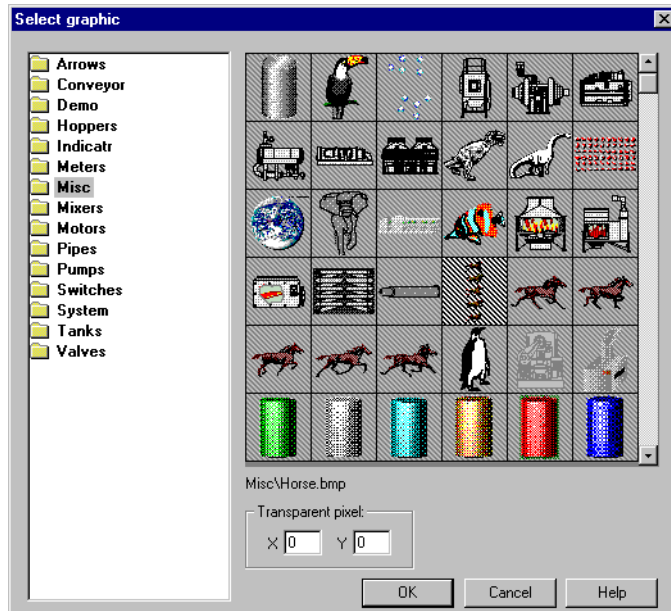 Select graphic
Arrows
Conveyor
Demo
Hoppers
Indicatr
Meters
Misc
Mixers
Motors
Pipes
Pumps
Switches
System
Tanks
Valves
Misc\Horse.bmp
Transparent pixel:
X 0 Y 0
OK Cancel Help